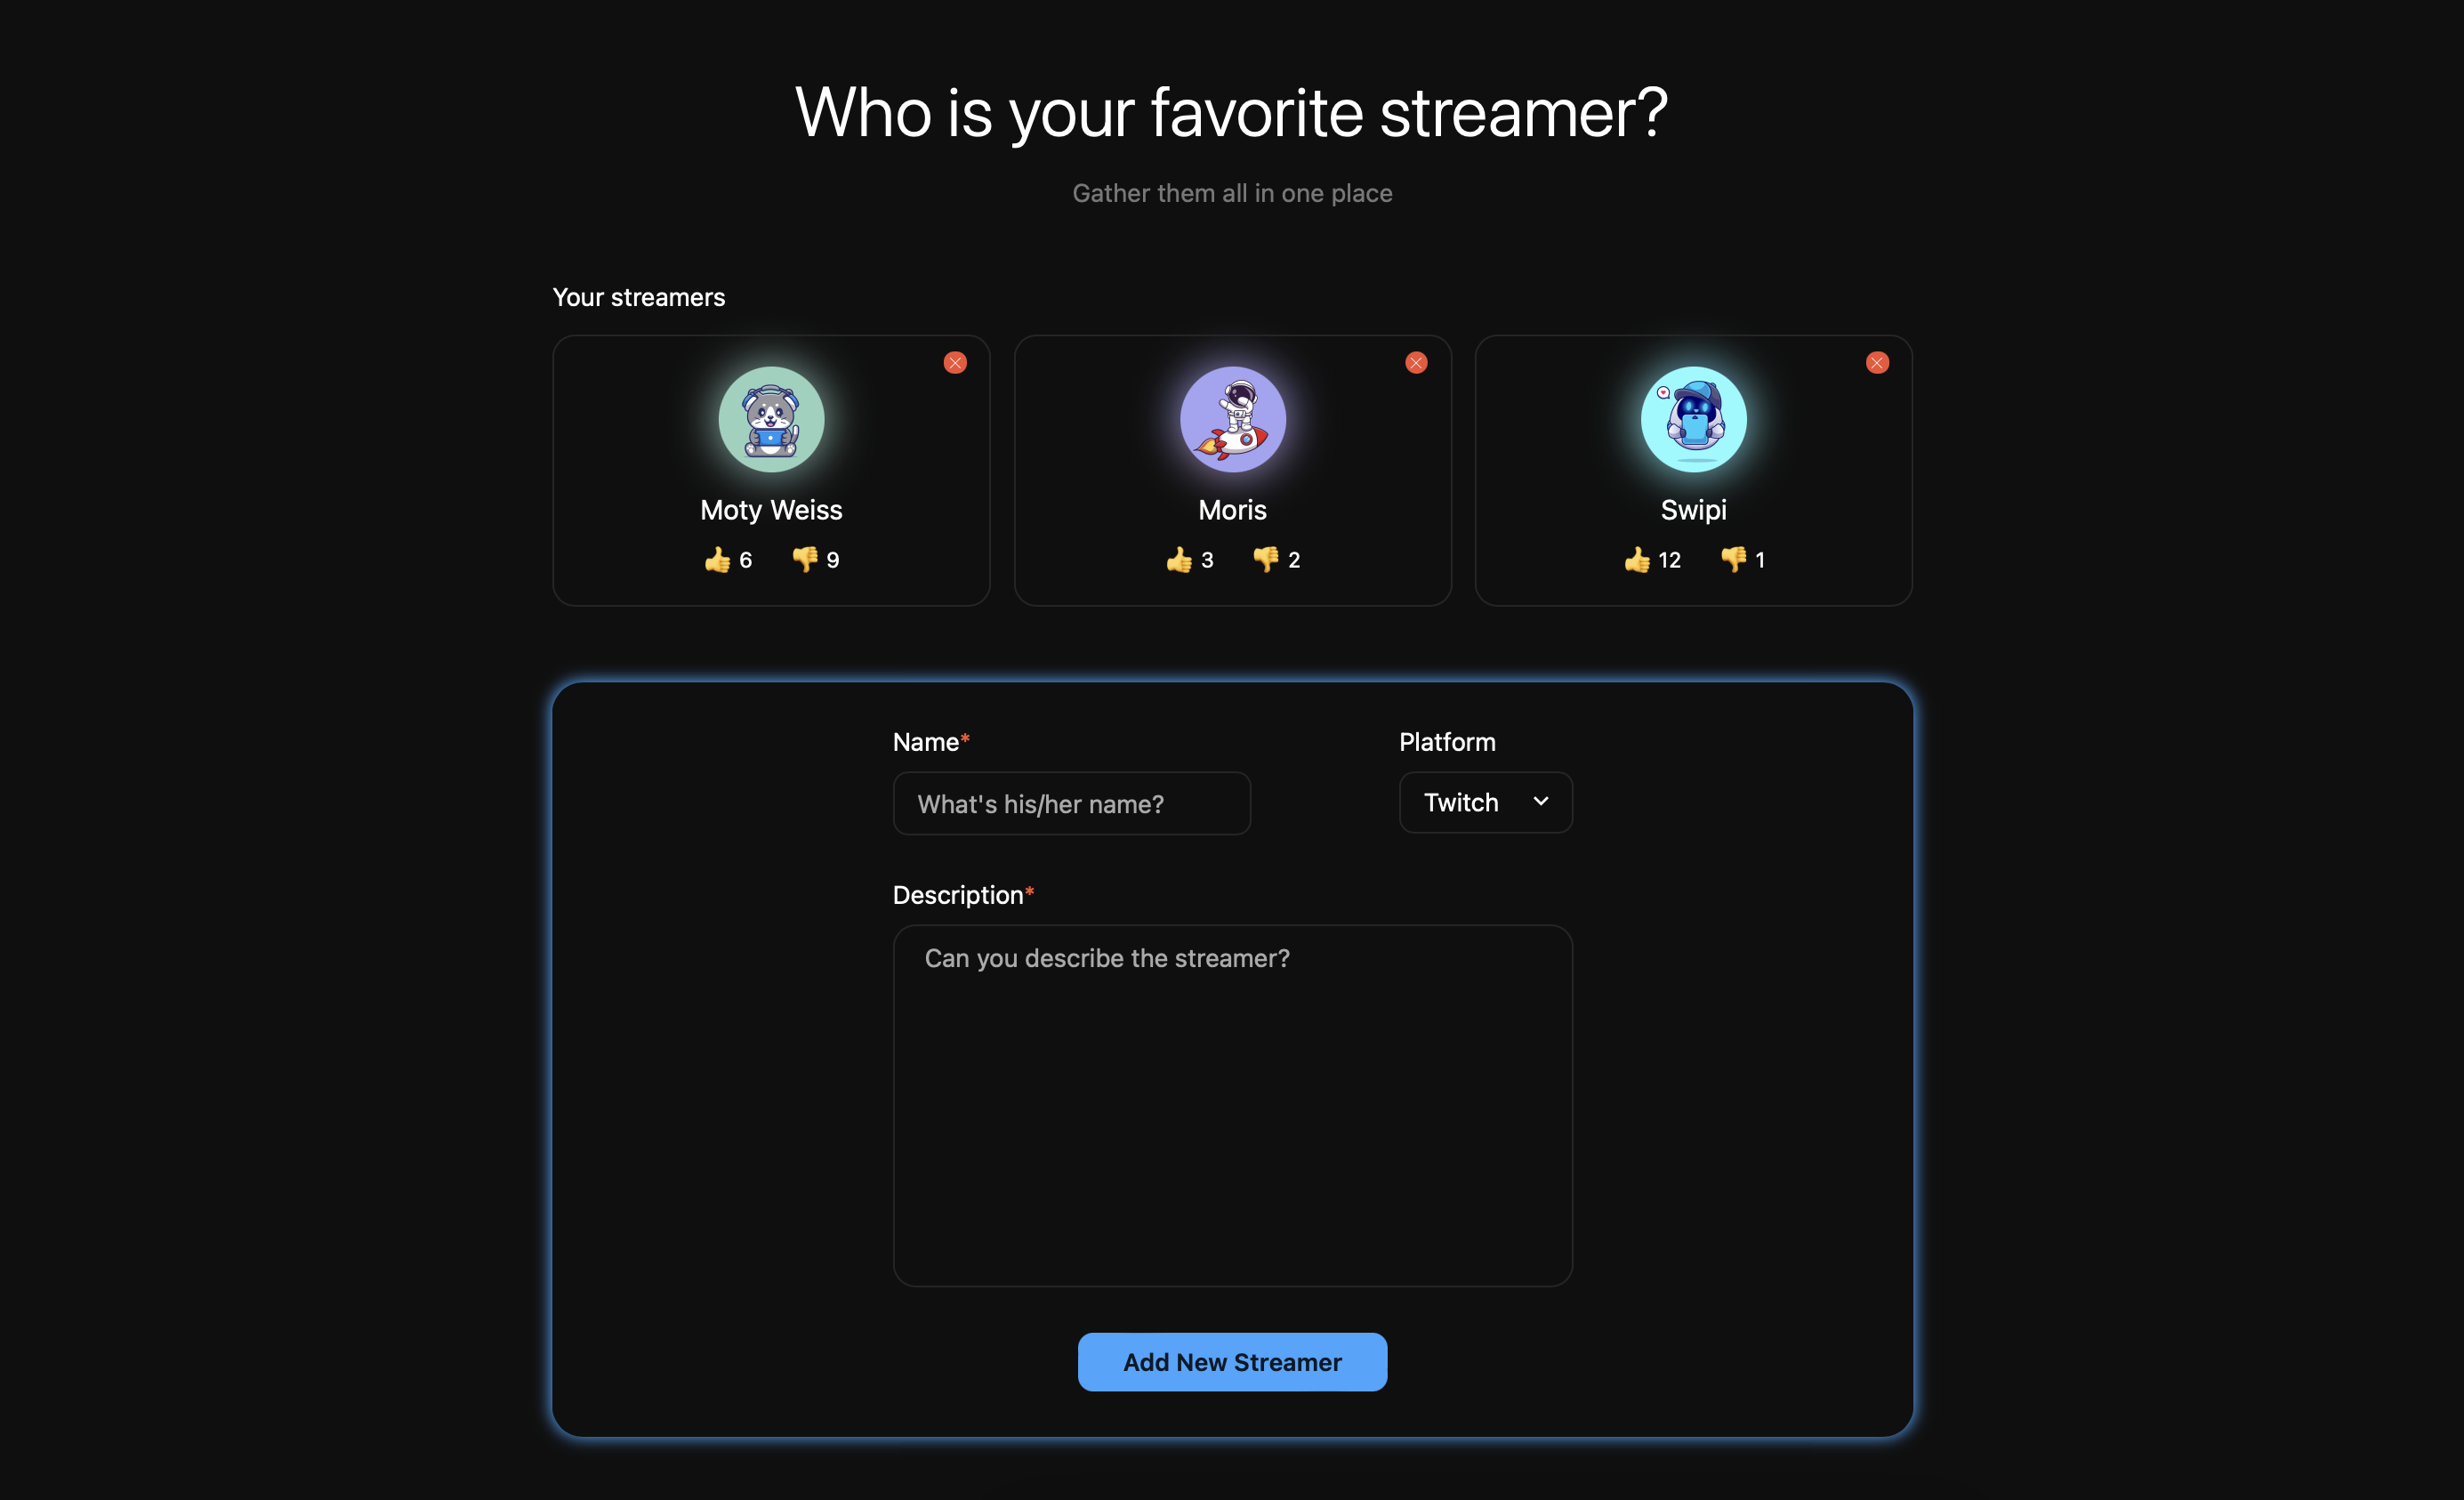 Who is your favorite streamer?
Gather them all in one place
Your streamers
Moty Weiss
👍 6 👎 9
Moris
👍 3 👎 2
Swipi
👍 12 👎 1
Name*
What's his/her name?
Platform
Twitch
Description*
Can you describe the streamer?
Add New Streamer